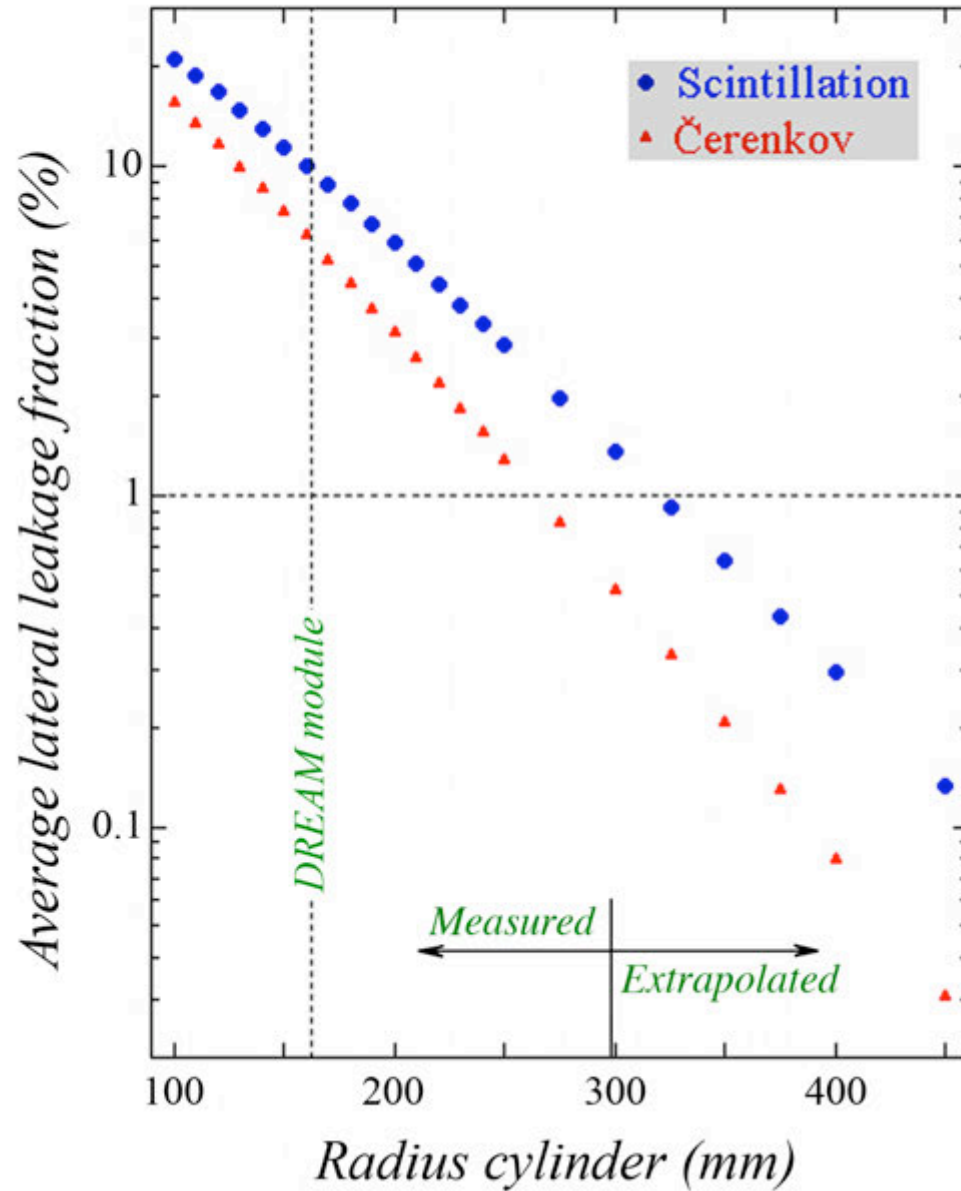 Scintillation
Čerenkov
Average lateral leakage fraction (%)
10
1
0.1
DREAM module
Measured
Extrapolated
100
200
300
400
Radius cylinder (mm)